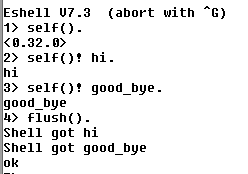 Eshell V7.3  (abort with ^G)
1> self().
<0.32.0>
2> self()! hi.
hi
3> self()! good_bye.
good_bye
4> flush().
Shell got hi
Shell got good_bye
ok